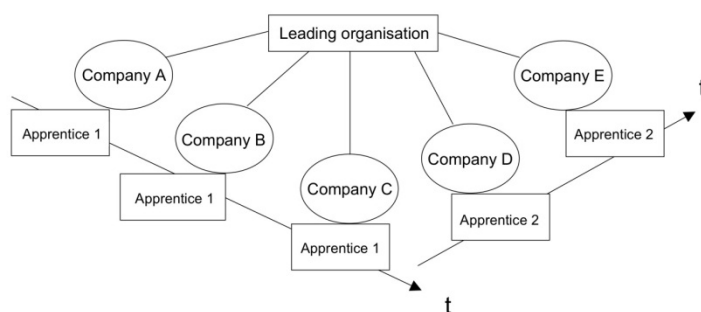 Leading organisation
Company A
Company E
t
Apprentice 1
Company B
Apprentice 2
Company D
Apprentice 1
Company C
Apprentice 2
Apprentice 1
t